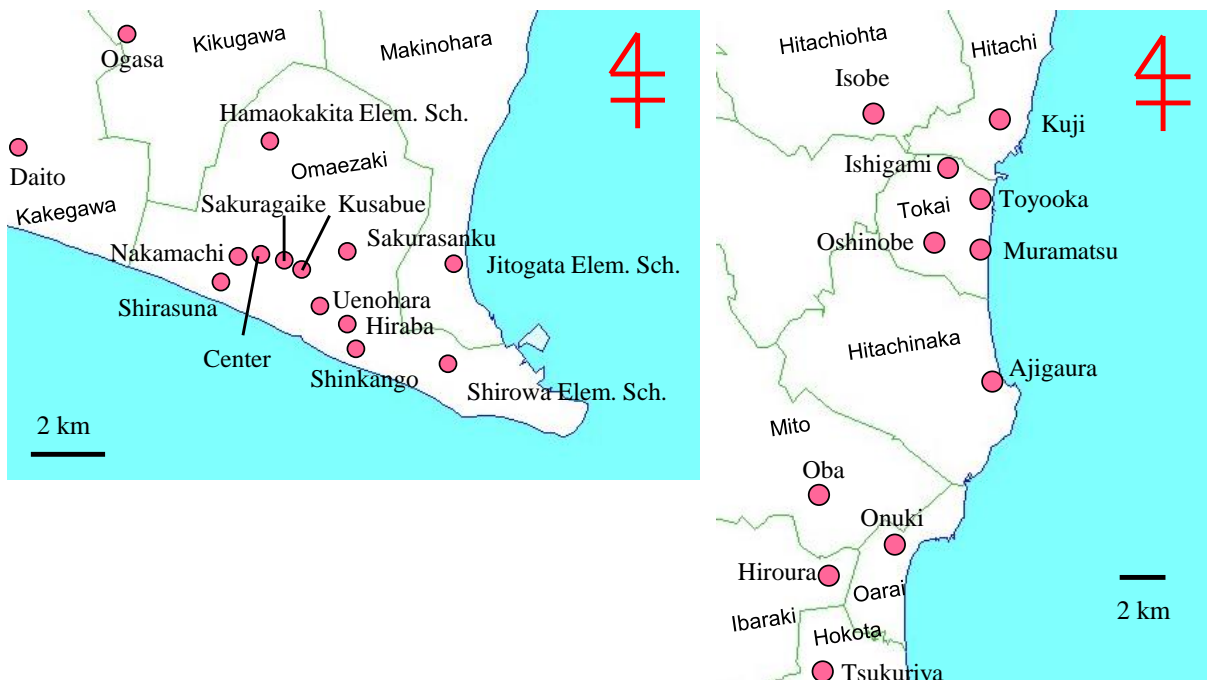 Kikugawa
Makinohara
Ogasa
Hamaokakita Elem. Sch.
Omaezaki
Daito
Kakegawa
Sakuragaike
Kusabue
Nakamachi
Sakurasanku
Jitogata Elem. Sch.
Shirasuna
Uenohara
Hiraba
Center
Shinkango
Shirowa Elem. Sch.
2 km
Hitachiohta
Hitachi
Isobe
Kuji
Ishigami
Tokai
Toyooka
Oshinobe
Muramatsu
Hitachinaka
Ajigaura
Mito
Oba
Onuki
Hiroura
Oarai
Ibaraki
2 km
Hokota
Tsukuriya